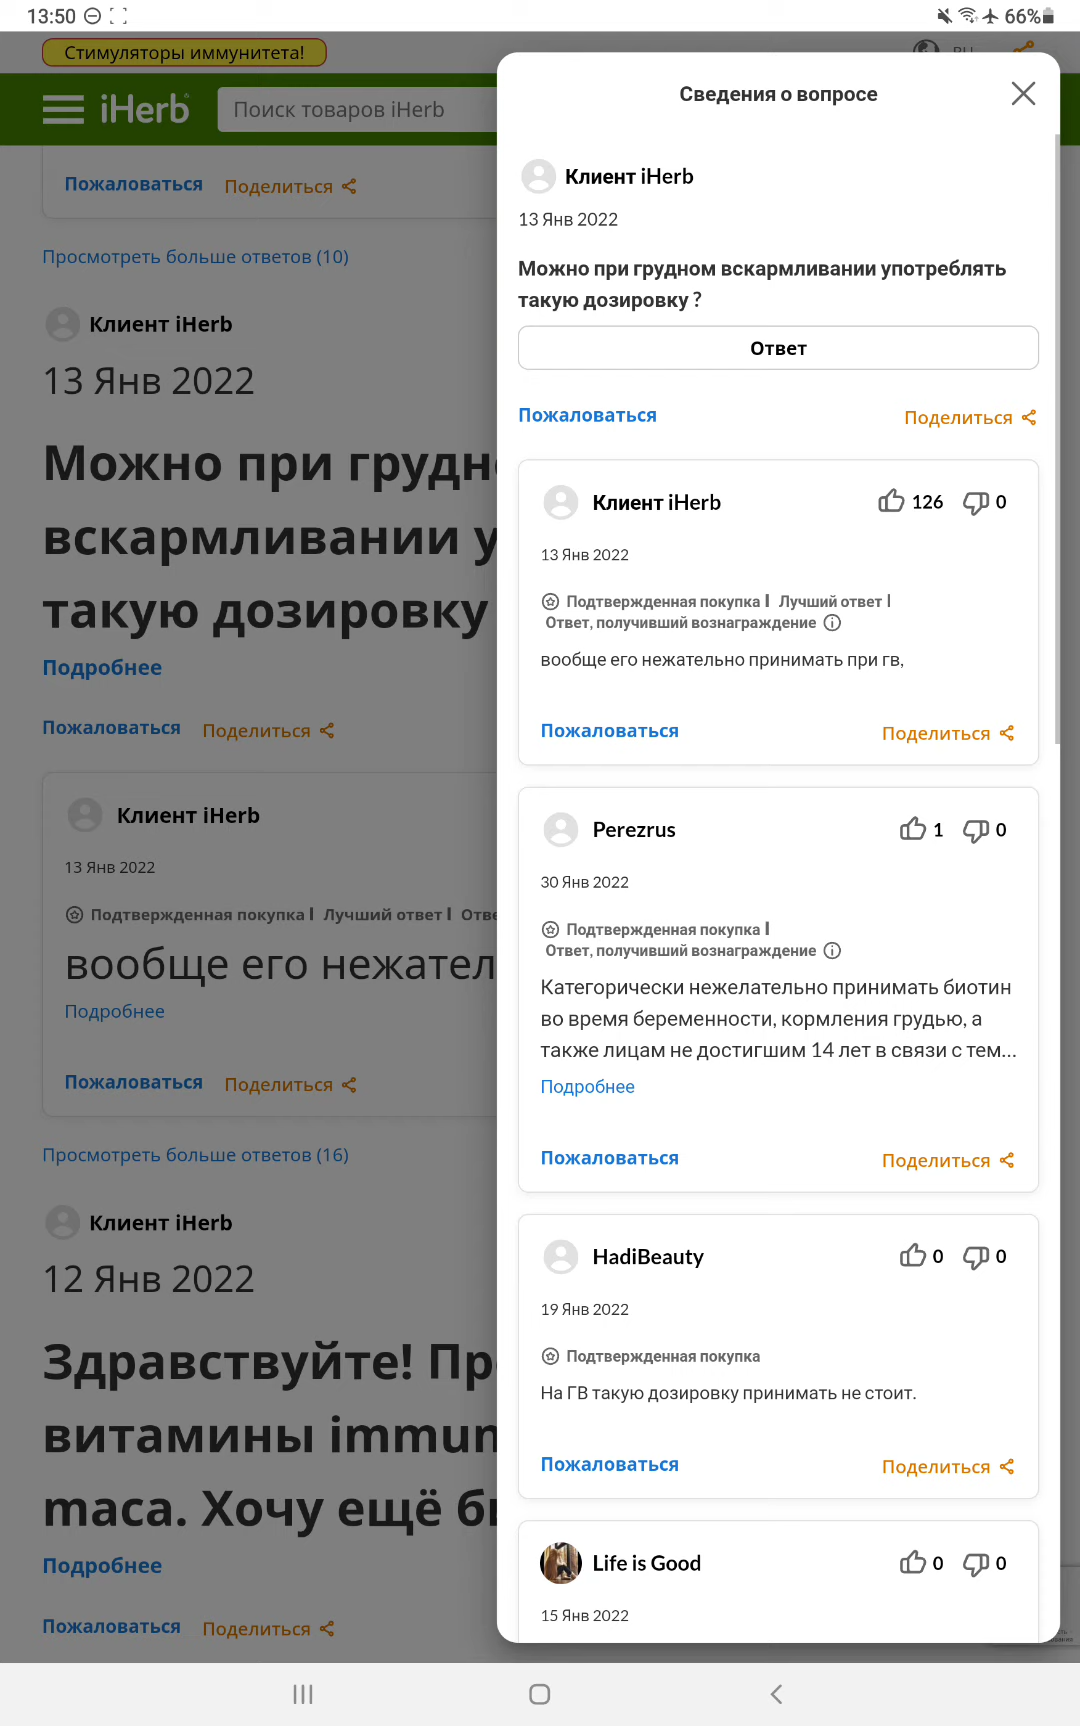 13:50
66%
Стимуляторы иммунитета!
iHerb
Поиск товаров iHerb
Пожаловаться
Поделиться
Просмотреть больше ответов (10)
Клиент iHerb
13 Янв 2022
Можно при грудн
вскармливании у
такую дозировку
Подробнее
Пожаловаться
Поделиться
Клиент iHerb
13 Янв 2022
Подтвержденная покупка | Лучший ответ | Отве
вообще его нежател
Подробнее
Пожаловаться
Поделиться
Просмотреть больше ответов (16)
Клиент iHerb
12 Янв 2022
Здравствуйте! Пр
витамины immun
maca. Хочу ещё б
Подробнее
Пожаловаться
Поделиться
Сведения о вопросе
Клиент iHerb
13 Янв 2022
Можно при грудном вскармливании употреблять
такую дозировку ?
Ответ
Пожаловаться
Поделиться
Клиент iHerb
126
0
13 Янв 2022
Подтвержденная покупка | Лучший ответ |
Ответ, получивший вознаграждение
вообще его нежательно принимать при гв,
Пожаловаться
Поделиться
Perezrus
1
0
30 Янв 2022
Подтвержденная покупка |
Ответ, получивший вознаграждение
Категорически нежелательно принимать биотин
во время беременности, кормления грудью, а
также лицам не достигшим 14 лет в связи с тем...
Подробнее
Пожаловаться
Поделиться
HadiBeauty
0
0
19 Янв 2022
Подтвержденная покупка
На ГВ такую дозировку принимать не стоит.
Пожаловаться
Поделиться
Life is Good
0
0
15 Янв 2022